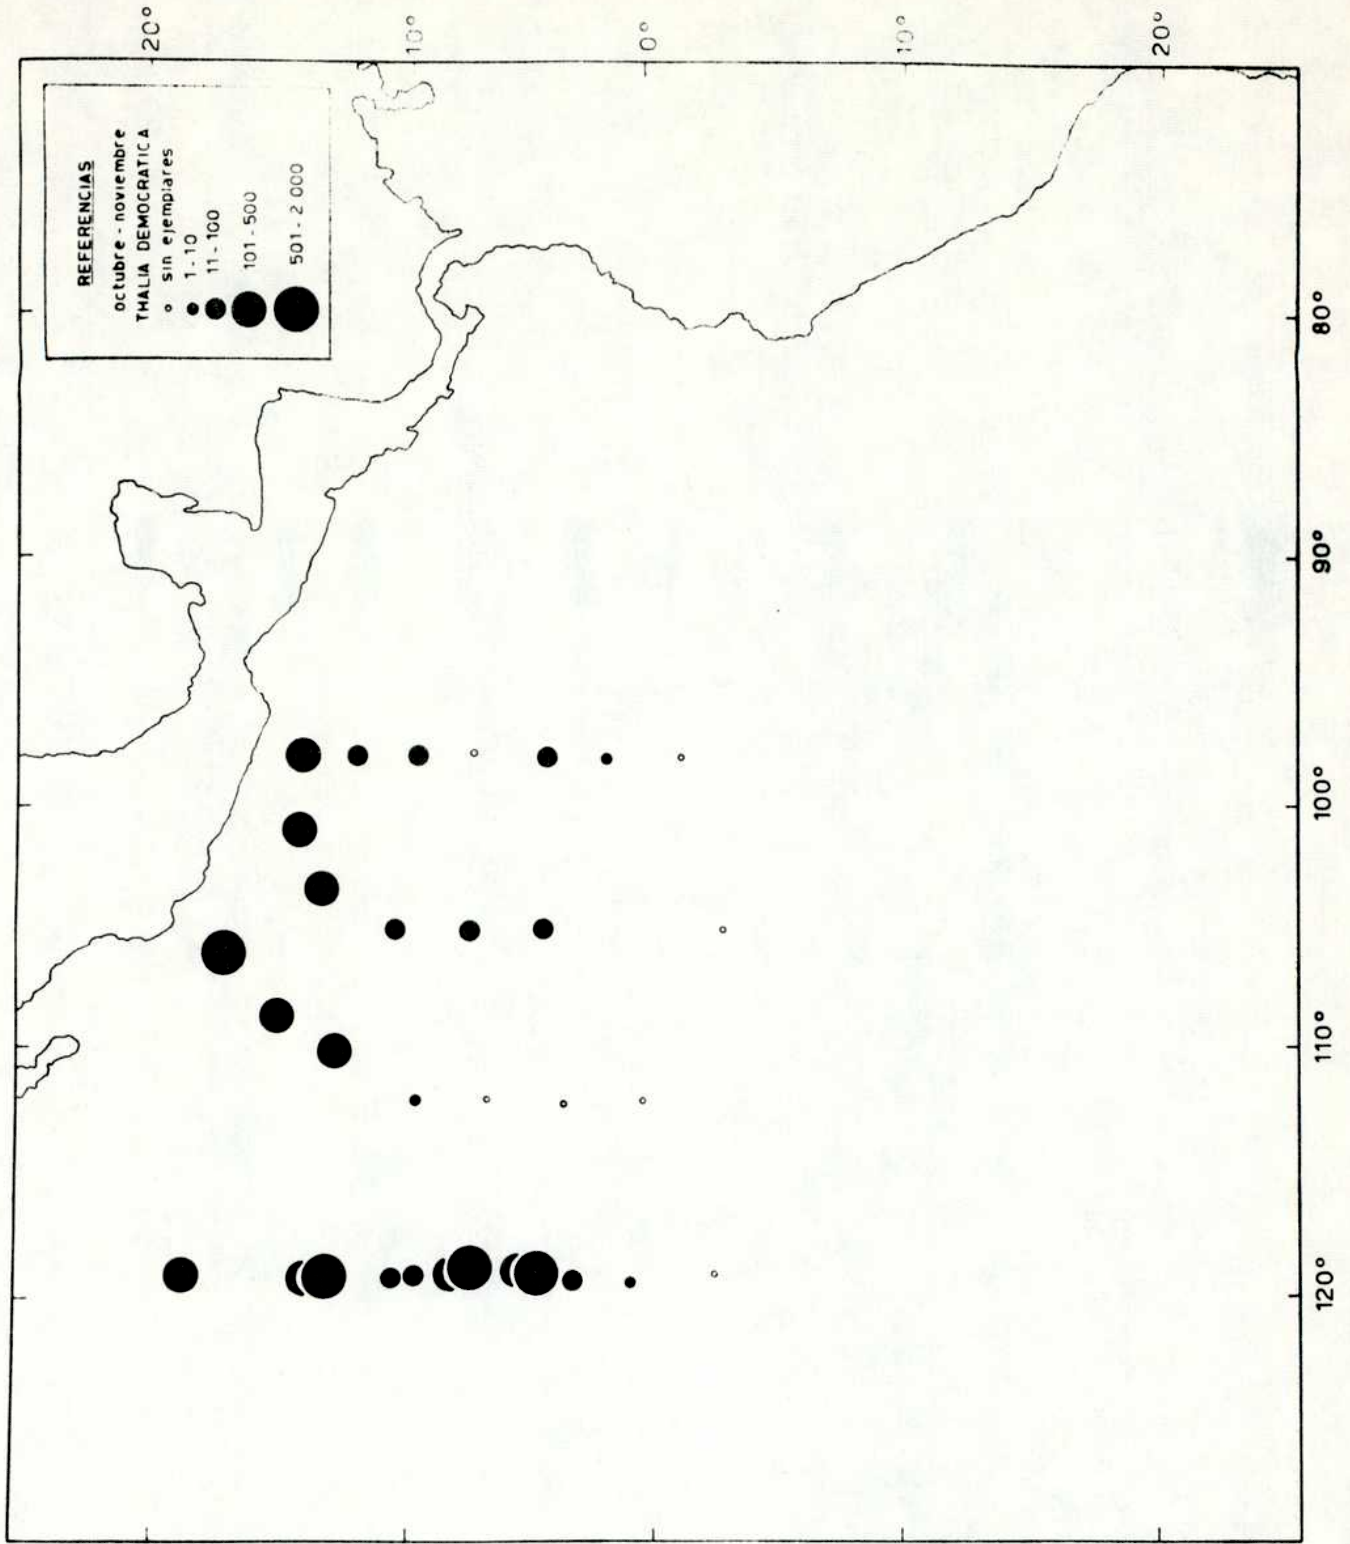 REFERENCIAS
octubre - noviembre
THALIA DEMOCRATICA
sin ejemplares
1 - 10
11 - 100
101 - 500
501 - 2 000
20°
10°
0°
10°
20°
80°
90°
100°
110°
120°